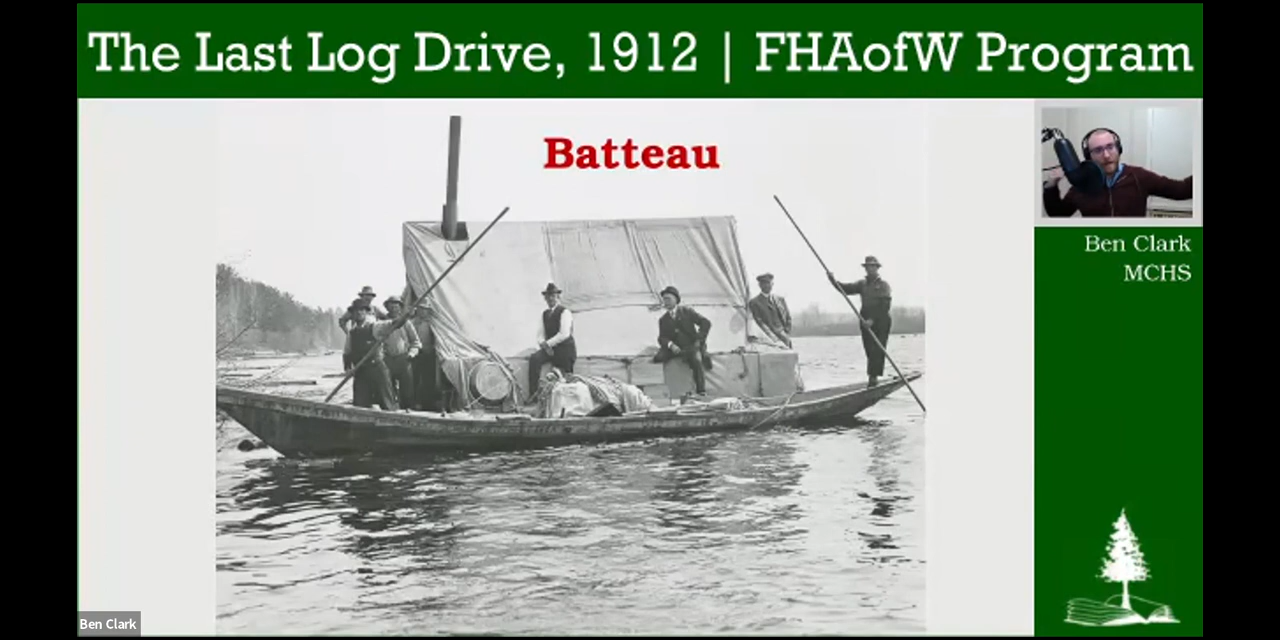 The Last Log Drive, 1912 | FHAofW Program
Batteau
Ben Clark
MCHS
Ben Clark